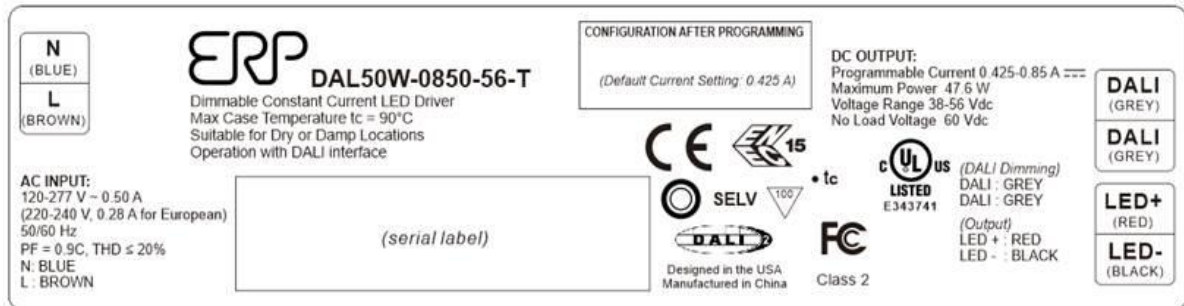 N
(BLUE)
L
(BROWN)
ERP DAL50W-0850-56-T
Dimmable Constant Current LED Driver
Max Case Temperature tc = 90°C
Suitable for Dry or Damp Locations
Operation with DALI interface
AC INPUT:
120-277 V ~ 0.50 A
(220-240 V, 0.28 A for European)
50/60 Hz
PF = 0.9C, THD ≤ 20%
N: BLUE
L : BROWN
(serial label)
CONFIGURATION AFTER PROGRAMMING
(Default Current Setting: 0.425 A)
CE ENEC 15
SELV 100 • tc
DALI 2
Designed in the USA
Manufactured in China
FC
Class 2
DC OUTPUT:
Programmable Current 0.425-0.85 A
Maximum Power 47.6 W
Voltage Range 38-56 Vdc
No Load Voltage 60 Vdc
C UL US
LISTED
E343741
(DALI Dimming)
DALI : GREY
DALI : GREY
(Output)
LED + : RED
LED - : BLACK
DALI
(GREY)
DALI
(GREY)
LED+
(RED)
LED-
(BLACK)